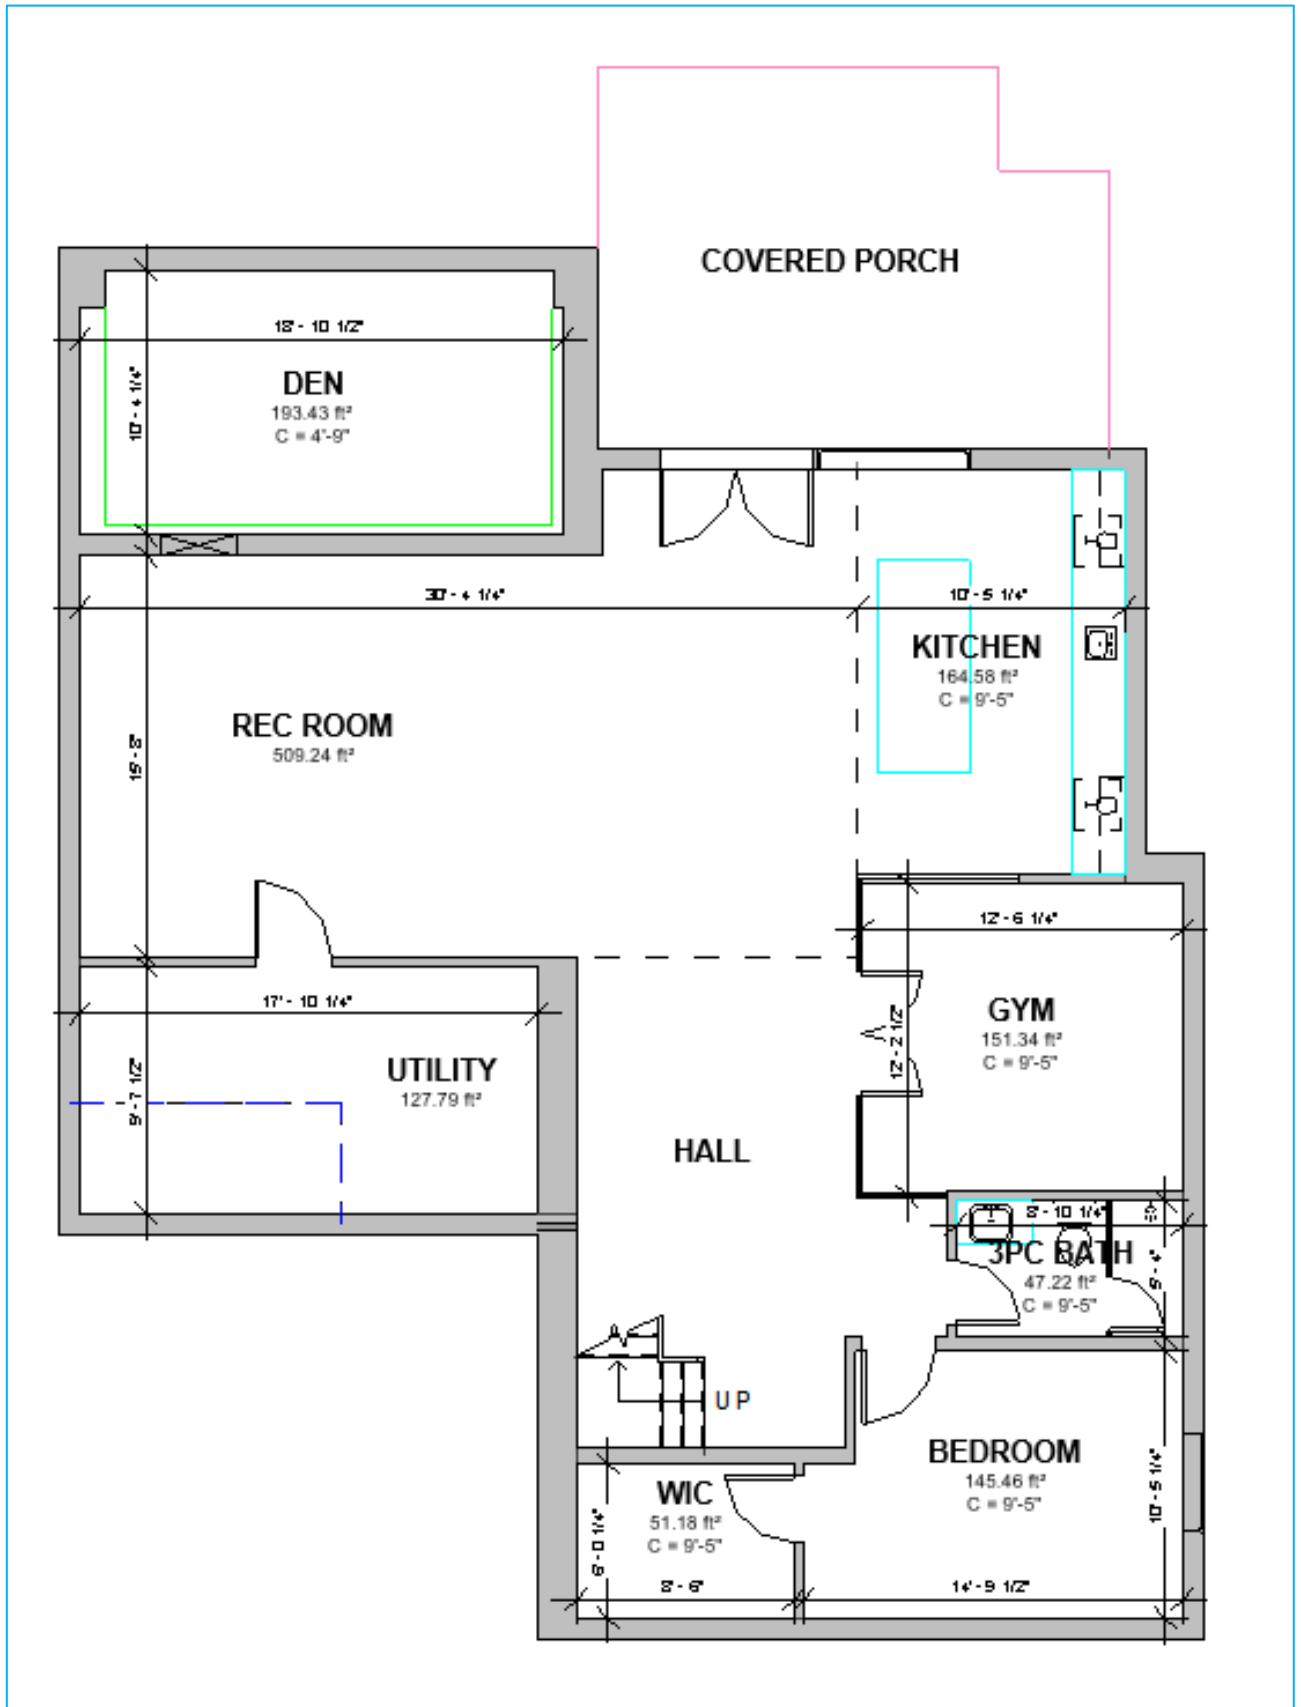 COVERED PORCH
18' - 10 1/2"
10' - 4 1/4"
DEN
193.43 ft²
C = 4'-9"
30' - 4 1/4"
10' - 5 1/4"
KITCHEN
164.58 ft²
C = 9'-5"
REC ROOM
509.24 ft²
15' - 8"
12' - 6 1/4"
17' - 10 1/4"
GYM
151.34 ft²
C = 9'-5"
12' - 2 1/2"
UTILITY
127.79 ft²
9' - 7 1/2"
HALL
8' - 10 1/4"
3PC BATH
47.22 ft²
C = 9'-5"
5' - 4"
UP
BEDROOM
145.46 ft²
C = 9'-5"
10' - 5 1/4"
WIC
51.18 ft²
C = 9'-5"
6' - 0 1/4"
8' - 6"
14' - 9 1/2"